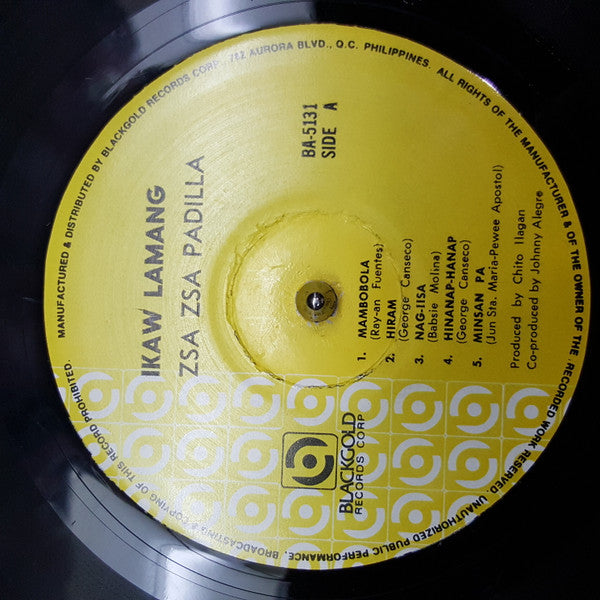 MANUFACTURED & DISTRIBUTED BY BLACKGOLD RECORDS CORP., 782 AURORA BLVD., Q.C. PHILIPPINES. ALL RIGHTS OF THE MANUFACTURER & OF THE OWNER OF THE RECORDED WORK RESERVED. UNAUTHORIZED PUBLIC PERFORMANCE, BROADCASTING & COPYING OF THIS RECORD PROHIBITED.
IKAW LAMANG
ZSA ZSA PADILLA
BA-5131
SIDE A
BLACKGOLD
RECORDS CORP
1. MAMBOBOLA
(Ray-an Fuentes)
2. HIRAM
(George Canseco)
3. NAG-IISA
(Babsie Molina)
4. HINANAP-HANAP
(George Canseco)
5. MINSAN PA
(Jun Sta. Maria-Pewee Apostol)
Produced by Chito Ilagan
Co-produced by Johnny Alegre